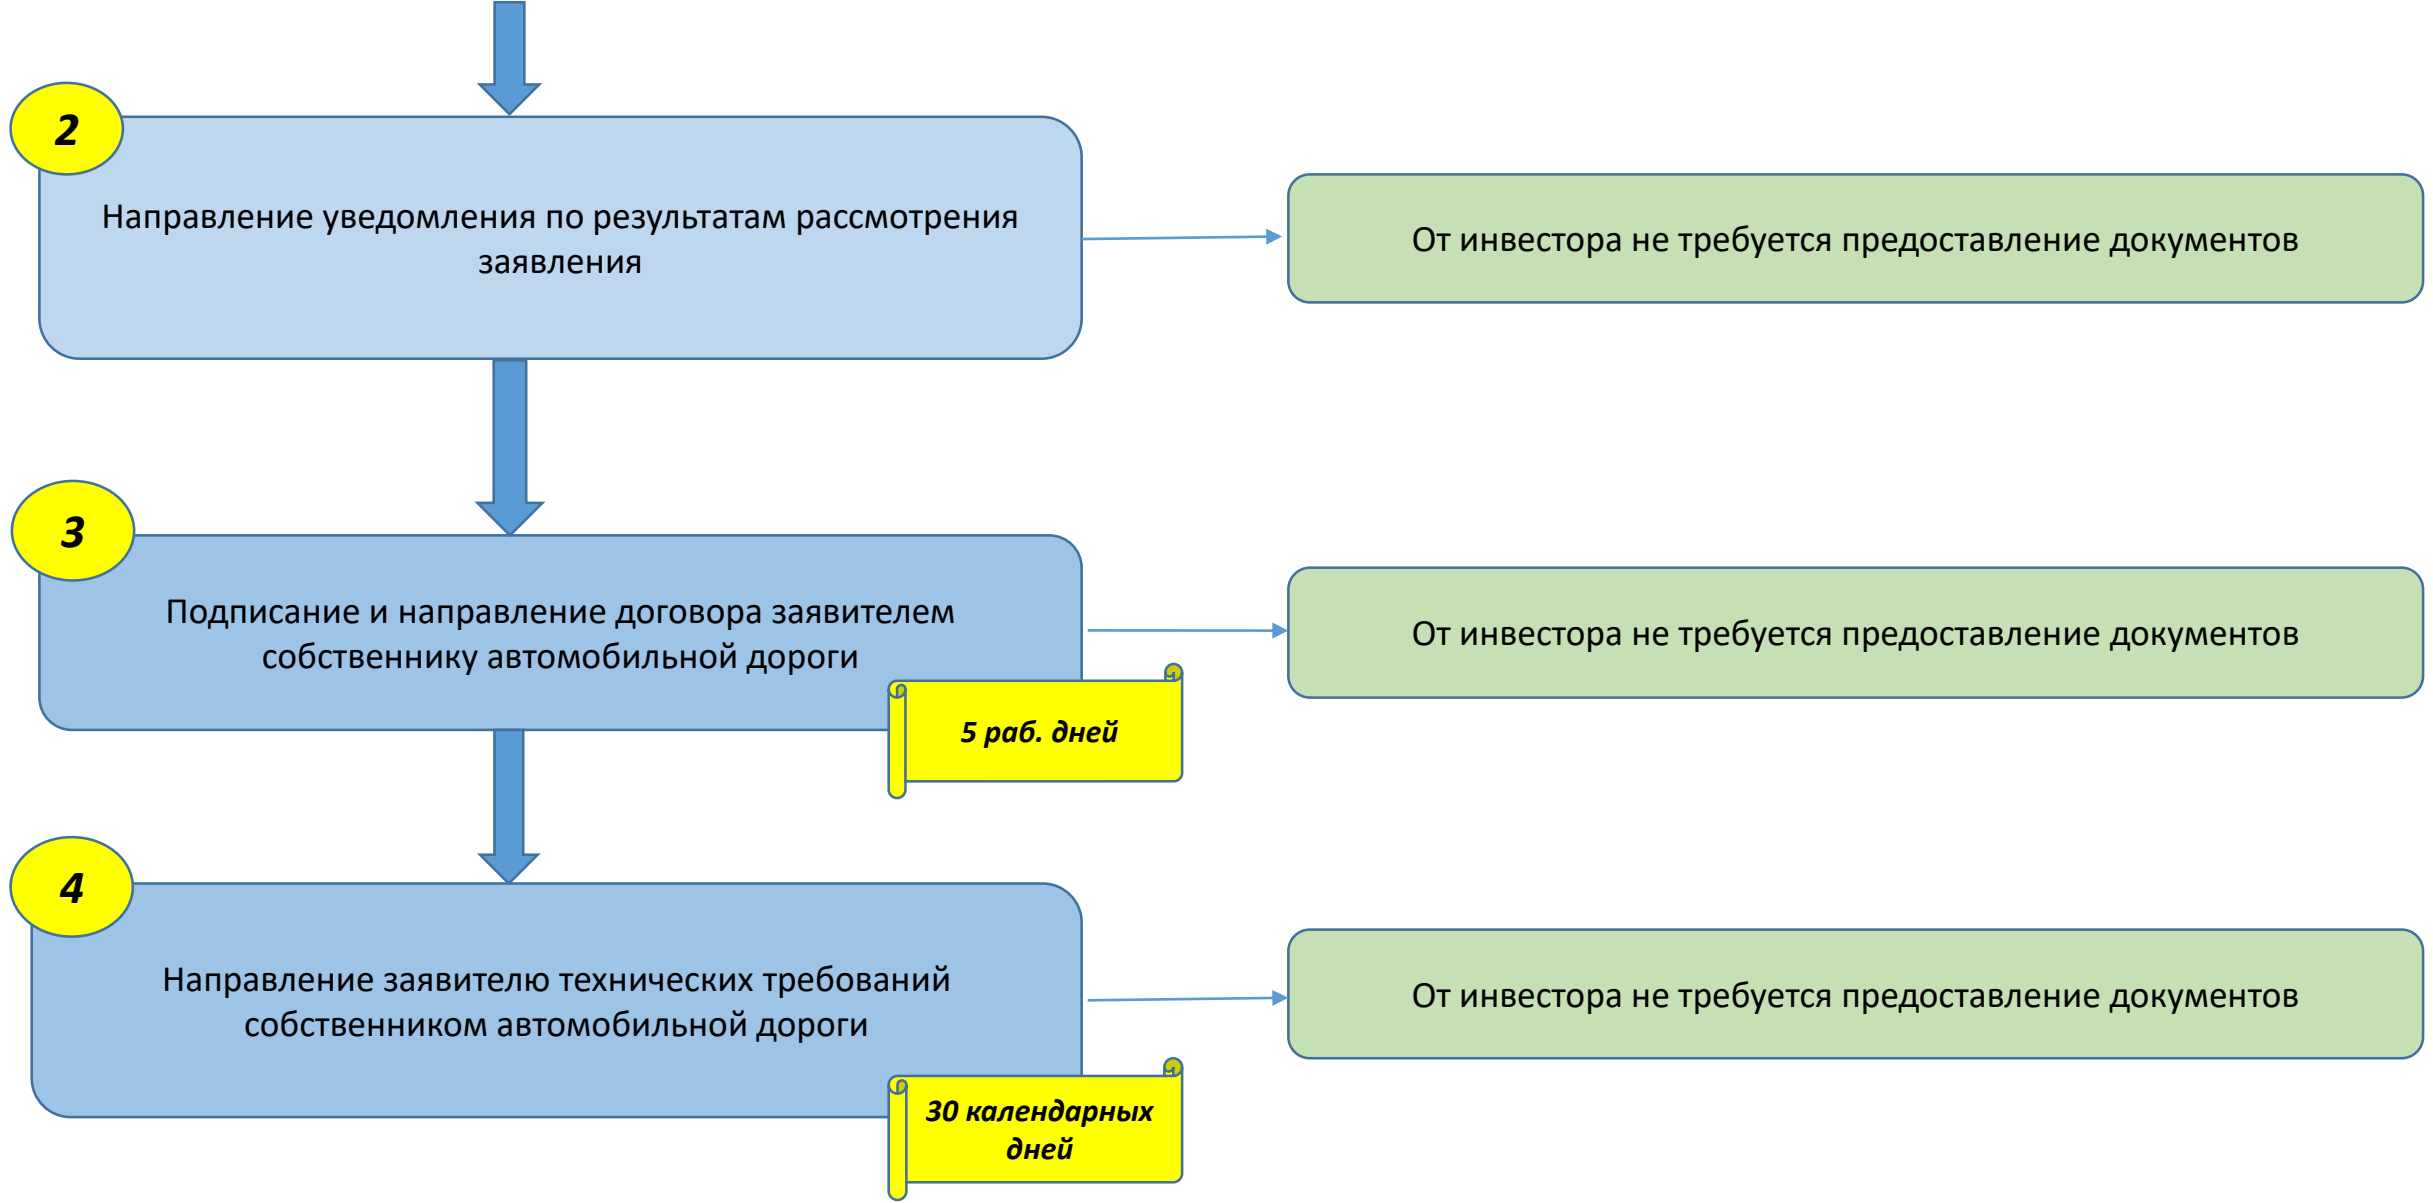 2
Направление уведомления по результатам рассмотрения
заявления
От инвестора не требуется предоставление документов
3
Подписание и направление договора заявителем
собственнику автомобильной дороги
От инвестора не требуется предоставление документов
5 раб. дней
4
Направление заявителю технических требований
собственником автомобильной дороги
От инвестора не требуется предоставление документов
30 календарных
дней